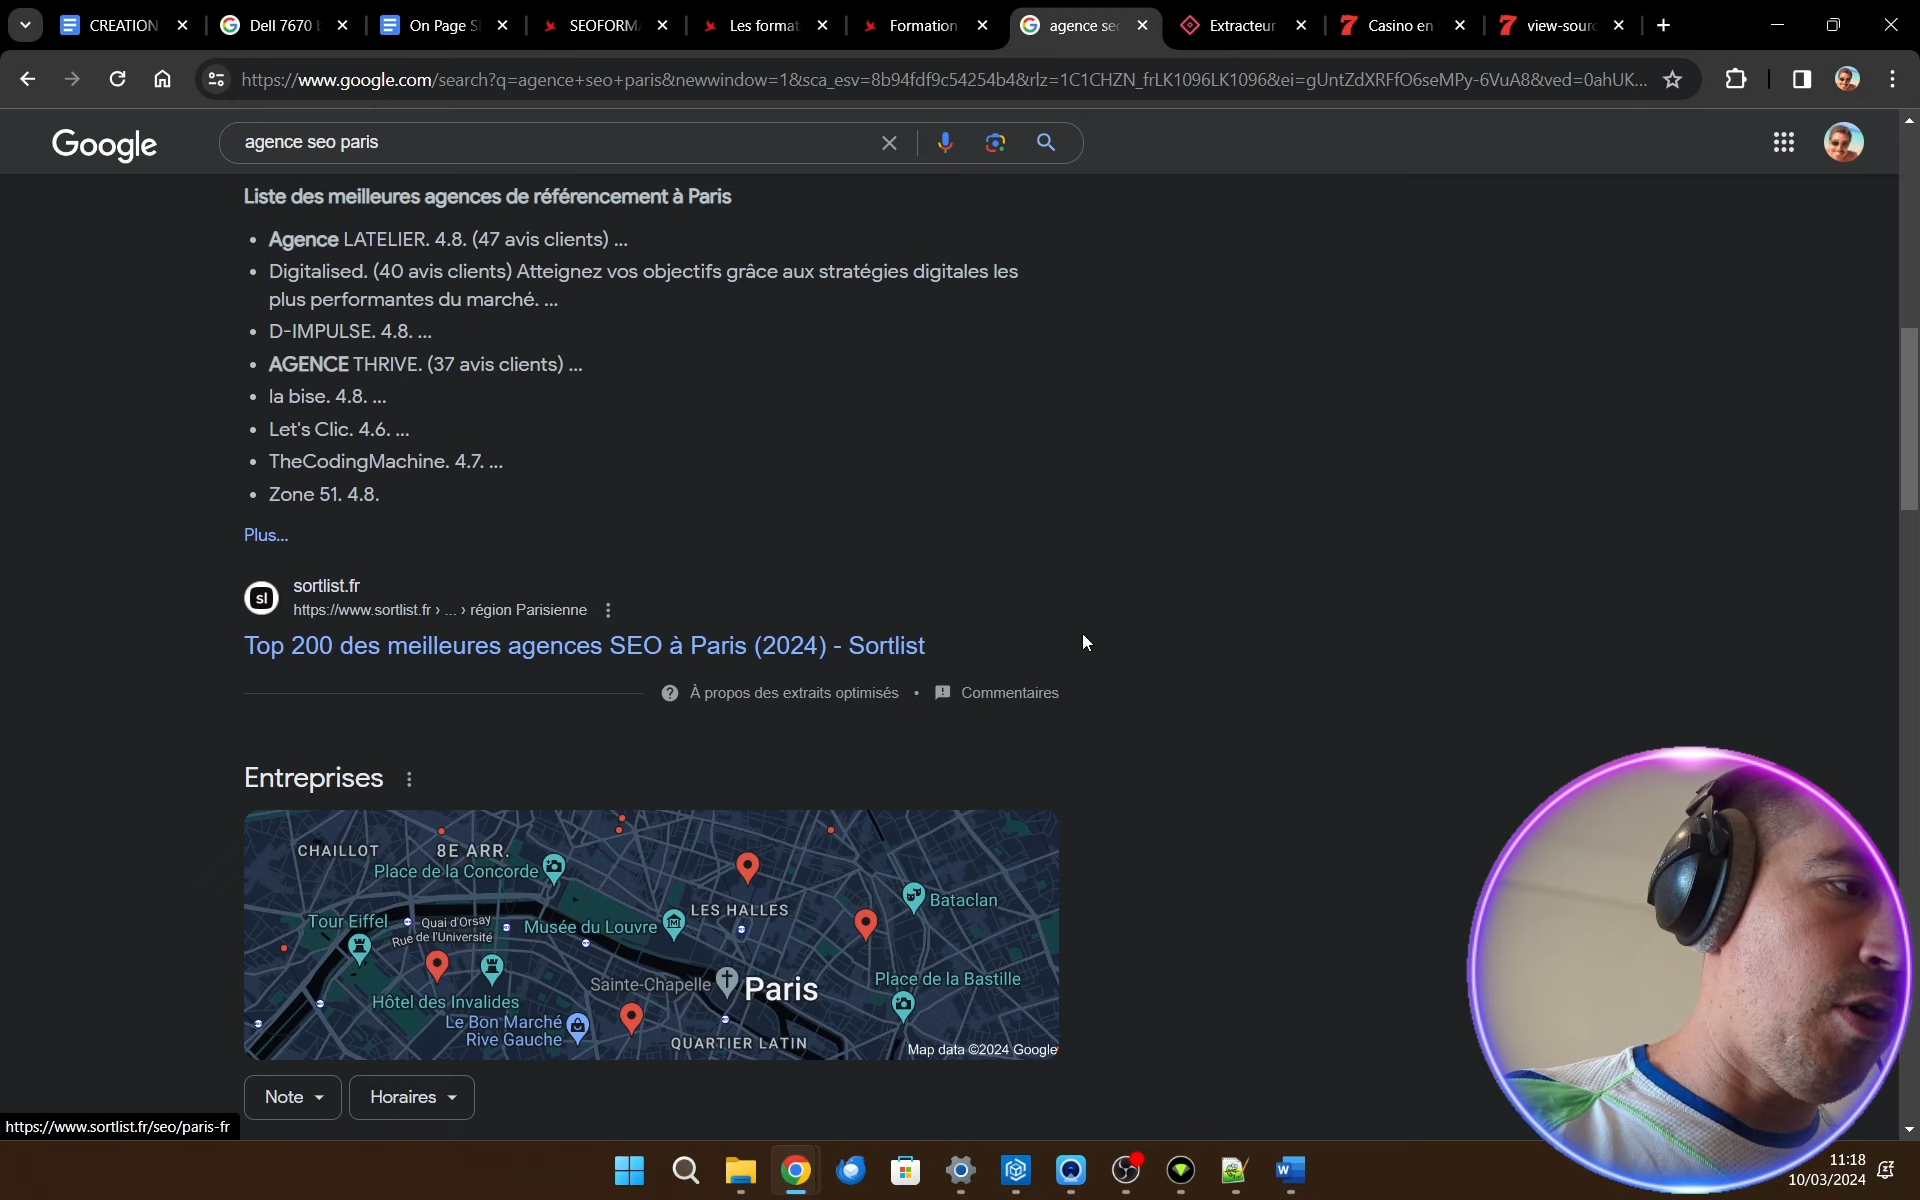 CREATION
Dell 7670
On Page S
SEOFORM
Les format
Formation
agence sec
Extracteur
Casino en
view-sourc
https://www.google.com/search?q=agence+seo+paris&newwindow=1&sca_esv=8b94fdf9c54254b4&rlz=1C1CHZN_frLK1096LK1096&ei=gUntZdXRFfO6seMPy-6VuA8&ved=0ahUK...
Google
agence seo paris
Liste des meilleures agences de référencement à Paris
Agence LATELIER. 4.8. (47 avis clients) ...
Digitalised. (40 avis clients) Atteignez vos objectifs grâce aux stratégies digitales les
plus performantes du marché. ...
D-IMPULSE. 4.8. ...
AGENCE THRIVE. (37 avis clients) ...
la bise. 4.8. ...
Let's Clic. 4.6. ...
TheCodingMachine. 4.7. ...
Zone 51. 4.8.
Plus...
sl
sortlist.fr
https://www.sortlist.fr › ... › région Parisienne
Top 200 des meilleures agences SEO à Paris (2024) - Sortlist
À propos des extraits optimisés • Commentaires
Entreprises
CHAILLOT
8E ARR.
Place de la Concorde
Bataclan
LES HALLES
Tour Eiffel
Quai d'Orsay
Musée du Louvre
Rue de l'Université
Sainte-Chapelle
Paris
Place de la Bastille
Hôtel des Invalides
Le Bon Marché
Rive Gauche
QUARTIER LATIN
Map data ©2024 Google
Note
Horaires
https://www.sortlist.fr/seo/paris-fr
11:18
10/03/2024